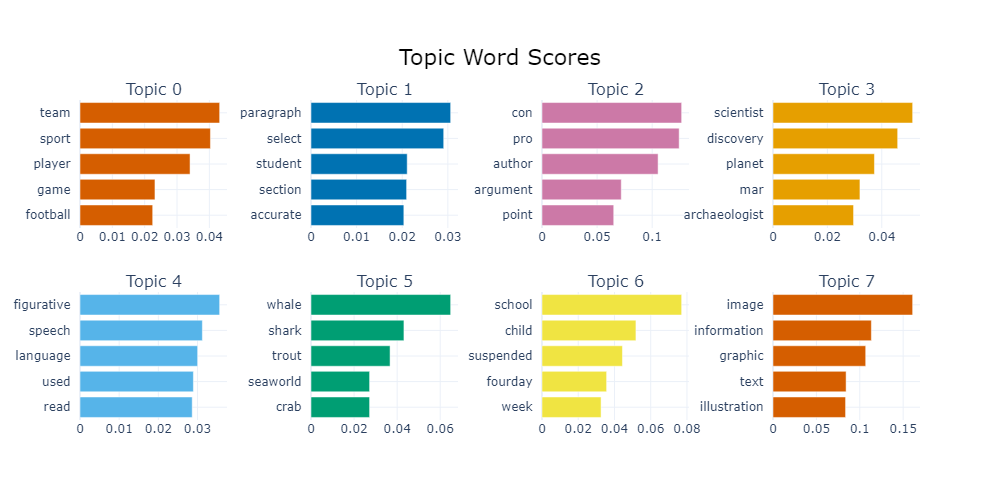 Topic Word Scores
Topic 0
team
sport
player
game
football
0 0.01 0.02 0.03 0.04
Topic 1
paragraph
select
student
section
accurate
0 0.01 0.02 0.03
Topic 2
con
pro
author
argument
point
0 0.05 0.1
Topic 3
scientist
discovery
planet
mar
archaeologist
0 0.02 0.04
Topic 4
figurative
speech
language
used
read
0 0.01 0.02 0.03
Topic 5
whale
shark
trout
seaworld
crab
0 0.02 0.04 0.06
Topic 6
school
child
suspended
fourday
week
0 0.02 0.04 0.06 0.08
Topic 7
image
information
graphic
text
illustration
0 0.05 0.1 0.15